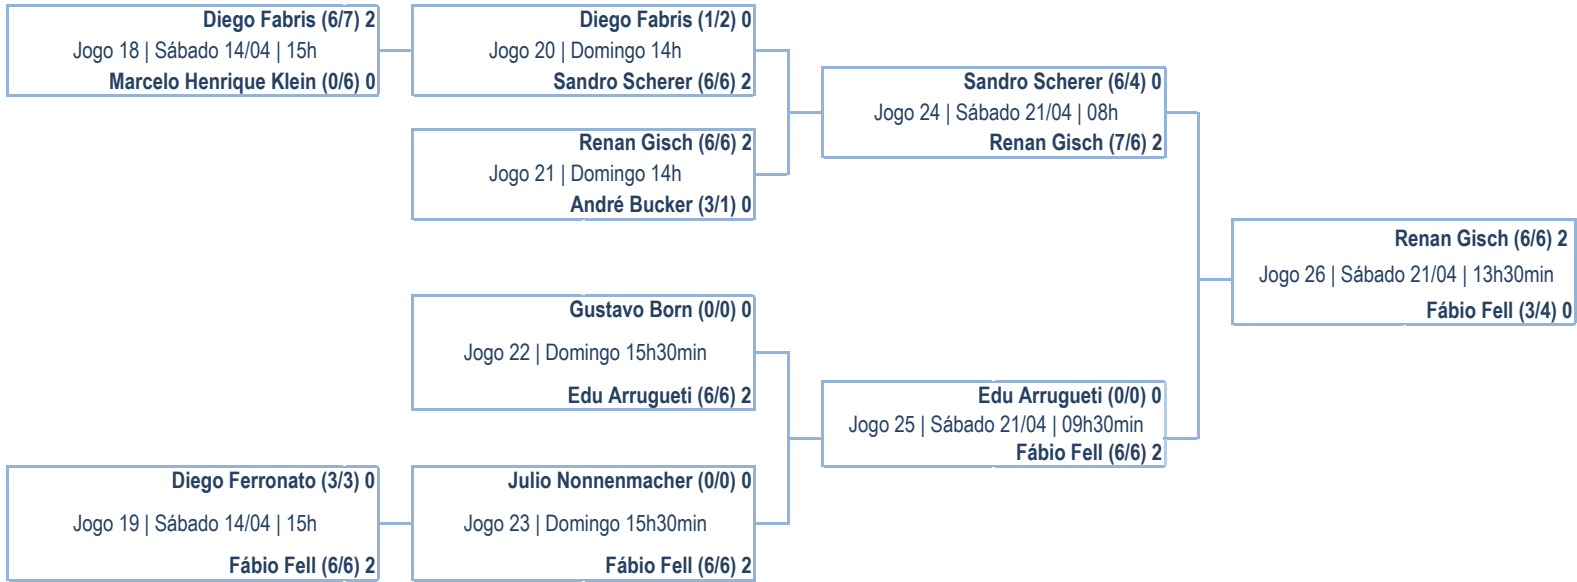 Diego Fabris (6/7) 2
Jogo 18 | Sábado 14/04 | 15h
Marcelo Henrique Klein (0/6) 0
Diego Fabris (1/2) 0
Jogo 20 | Domingo 14h
Sandro Scherer (6/6) 2
Renan Gisch (6/6) 2
Jogo 21 | Domingo 14h
André Bucker (3/1) 0
Sandro Scherer (6/4) 0
Jogo 24 | Sábado 21/04 | 08h
Renan Gisch (7/6) 2
Renan Gisch (6/6) 2
Jogo 26 | Sábado 21/04 | 13h30min
Fábio Fell (3/4) 0
Gustavo Born (0/0) 0
Jogo 22 | Domingo 15h30min
Edu Arrugueti (6/6) 2
Edu Arrugueti (0/0) 0
Jogo 25 | Sábado 21/04 | 09h30min
Fábio Fell (6/6) 2
Diego Ferronato (3/3) 0
Jogo 19 | Sábado 14/04 | 15h
Fábio Fell (6/6) 2
Julio Nonnenmacher (0/0) 0
Jogo 23 | Domingo 15h30min
Fábio Fell (6/6) 2